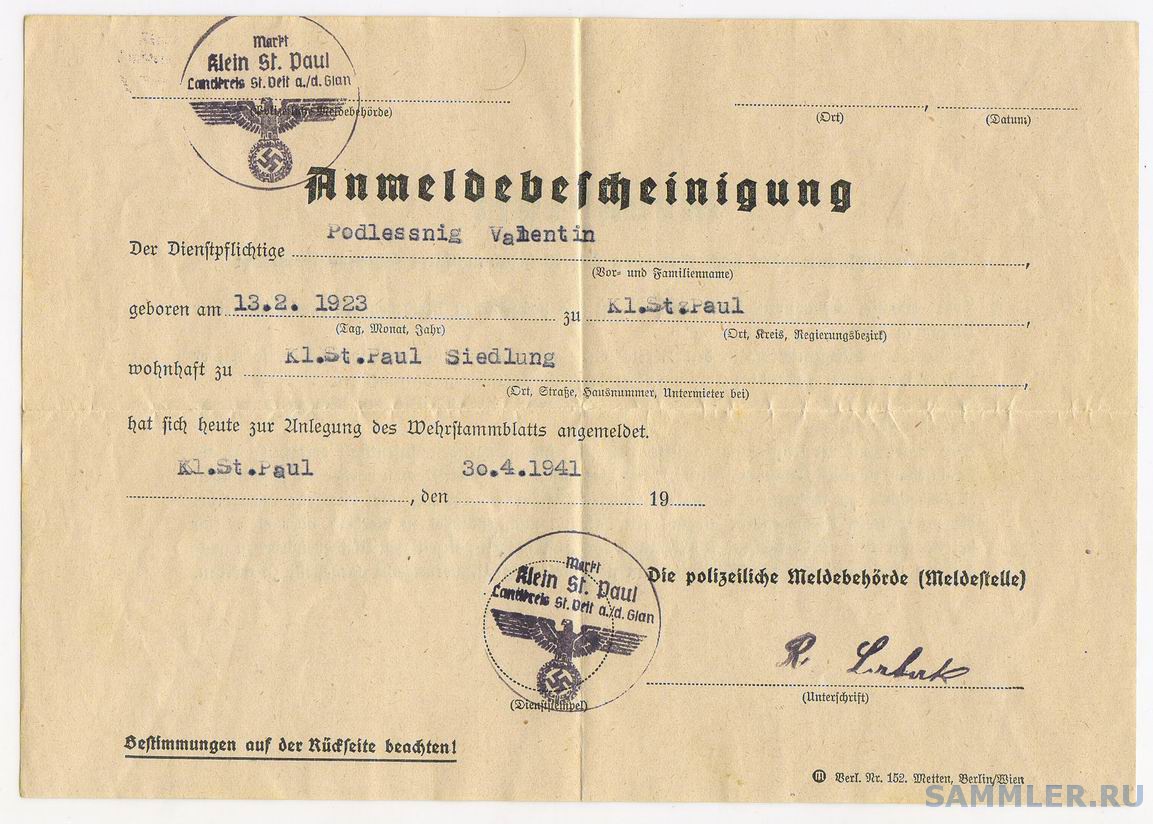 Markt
Klein St. Paul
Landkreis St. Veit a./d. Glan
(Polizeiliche Meldebehörde)
(Ort) , (Datum)
Anmeldebescheinigung
Der Dienstpflichtige Podlessnig Valentin ,
(Vor- und Familienname)
geboren am 13.2. 1923 zu Kl.St.Paul ,
(Tag, Monat, Jahr) (Ort, Kreis, Regierungsbezirk)
wohnhaft zu Kl.St.Paul Siedlung ,
(Ort, Straße, Hausnummer, Untermieter bei)
hat sich heute zur Anlegung des Wehrstammblatts angemeldet.
Kl.St.Paul 30.4.1941
, den 19
Markt
Klein St. Paul
Landkreis St. Veit a./d. Glan
Die polizeiliche Meldebehörde (Meldestelle)
R.
(Dienststempel) (Unterschrift)
Bestimmungen auf der Rückseite beachten!
M Verl. Nr. 152. Metten, Berlin/Wien
SAMMLER.RU